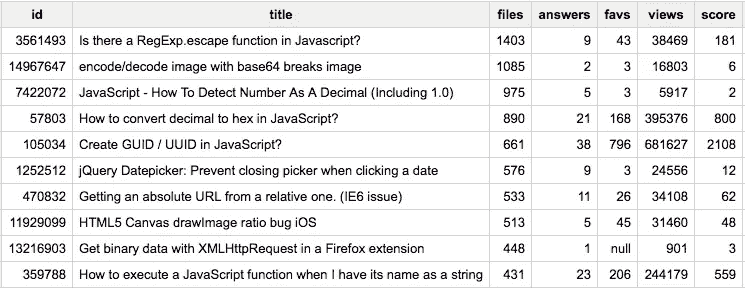 id title files answers favs views score
3561493 Is there a RegExp.escape function in Javascript? 1403 9 43 38469 181
14967647 encode/decode image with base64 breaks image 1085 2 3 16803 6
7422072 JavaScript - How To Detect Number As A Decimal (Including 1.0) 975 5 3 5917 2
57803 How to convert decimal to hex in JavaScript? 890 21 168 395376 800
105034 Create GUID / UUID in JavaScript? 661 38 796 681627 2108
1252512 jQuery Datepicker: Prevent closing picker when clicking a date 576 9 3 24556 12
470832 Getting an absolute URL from a relative one. (IE6 issue) 533 11 26 34108 62
11929099 HTML5 Canvas drawImage ratio bug iOS 513 5 45 31460 48
13216903 Get binary data with XMLHttpRequest in a Firefox extension 448 1 null 901 3
359788 How to execute a JavaScript function when I have its name as a string 431 23 206 244179 559